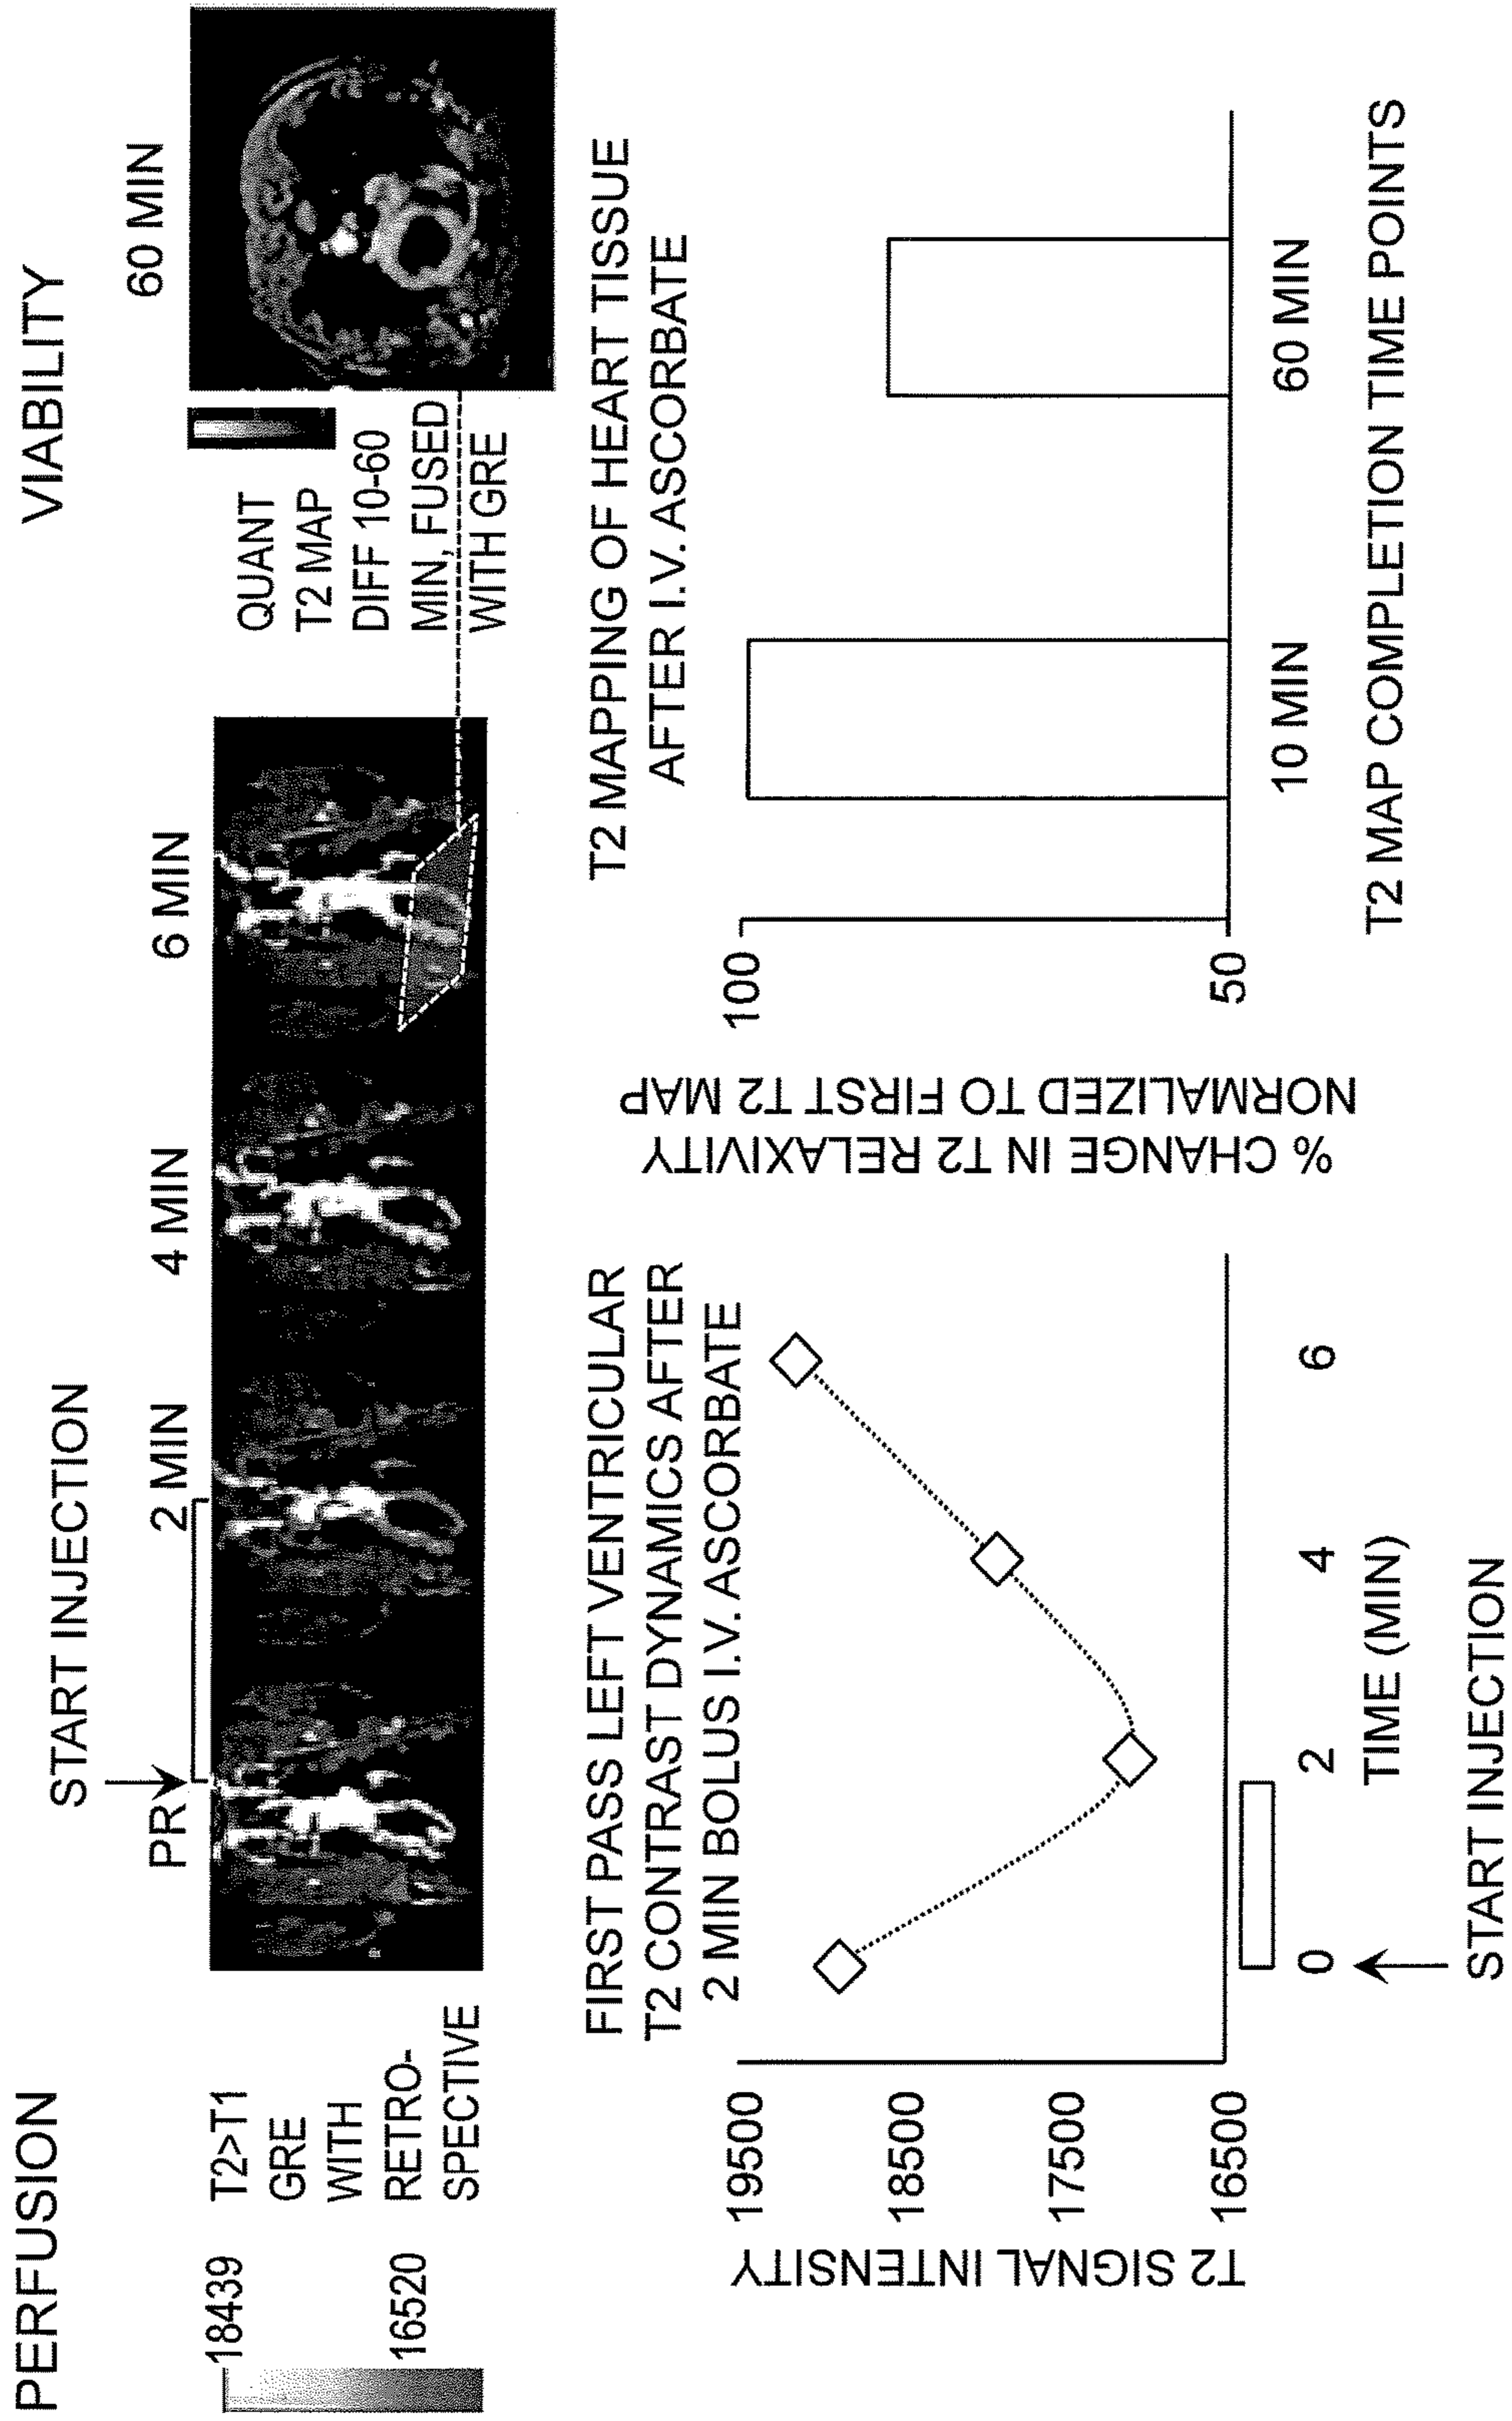 PERFUSION
VIABILITY
START INJECTION
PR
2 MIN
4 MIN
6 MIN
60 MIN
18439
16520
T2>T1
GRE
WITH
RETRO-
SPECTIVE
QUANT
T2 MAP
DIFF 10-60
MIN, FUSED
WITH GRE
FIRST PASS LEFT VENTRICULAR
T2 CONTRAST DYNAMICS AFTER
2 MIN BOLUS I.V. ASCORBATE
T2 SIGNAL INTENSITY
19500
18500
17500
16500
0
2
4
6
TIME (MIN)
START INJECTION
T2 MAPPING OF HEART TISSUE
AFTER I.V. ASCORBATE
% CHANGE IN T2 RELAXIVITY
NORMALIZED TO FIRST T2 MAP
100
50
10 MIN
60 MIN
T2 MAP COMPLETION TIME POINTS